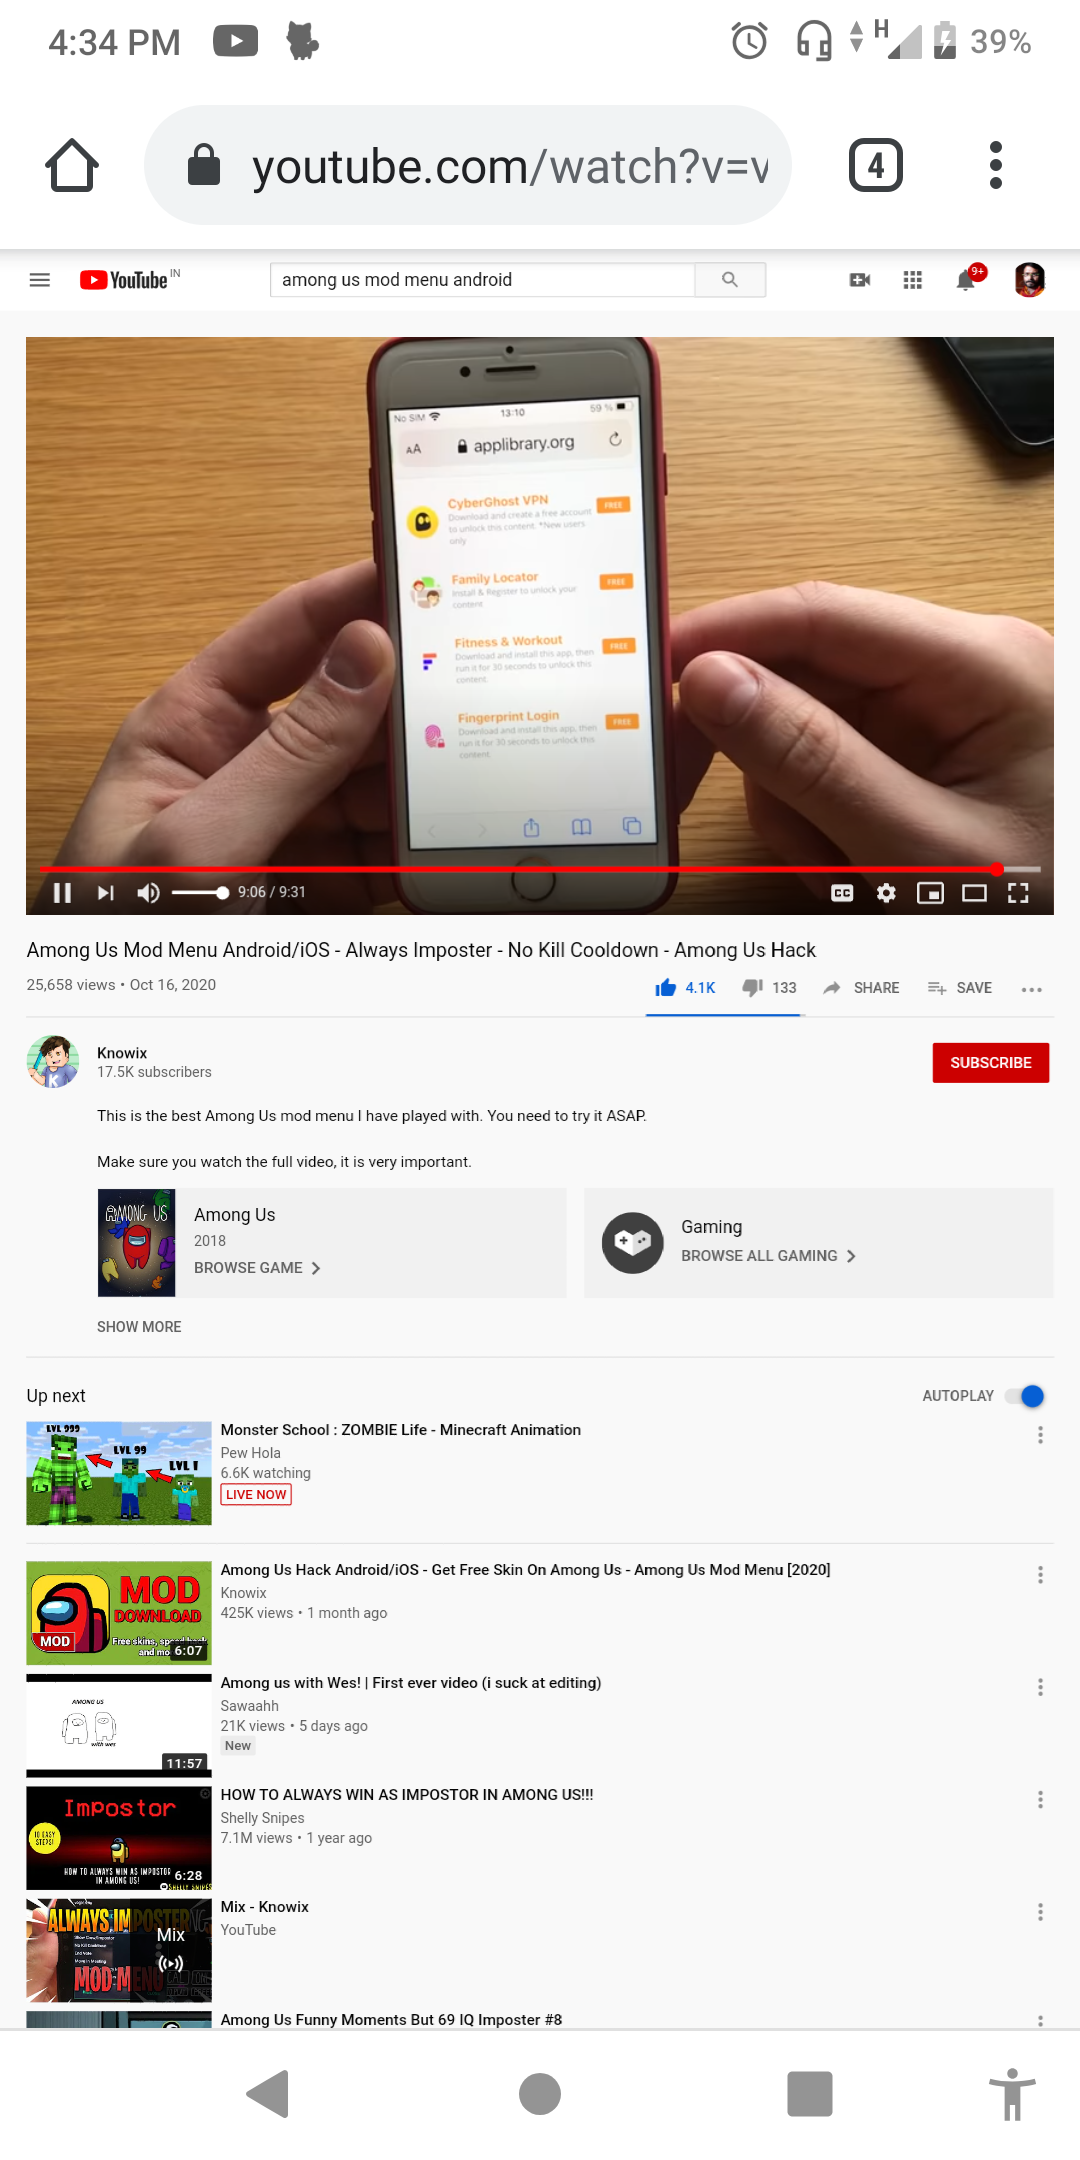 4:34 PM
H
39%
youtube.com/watch?v=v
4
YouTube IN
among us mod menu android
9+
No SIM
13:10
59 %
AA
applibrary.org
CyberGhost VPN
FREE
Download and create a free account
to unlock this content. *New users
only
Family Locator
FREE
Install & Register to unlock your
content
Fitness & Workout
FREE
Download and install this app, then
run it for 30 seconds to unlock this
content.
Fingerprint Login
FREE
Download and install this app, then
run it for 30 seconds to unlock this
content.
9:06 / 9:31
CC
Among Us Mod Menu Android/iOS - Always Imposter - No Kill Cooldown - Among Us Hack
25,658 views • Oct 16, 2020
4.1K
133
SHARE
SAVE
K
Knowix
17.5K subscribers
SUBSCRIBE
This is the best Among Us mod menu I have played with. You need to try it ASAP.
Make sure you watch the full video, it is very important.
AMONG US
Among Us
2018
BROWSE GAME
Gaming
BROWSE ALL GAMING
SHOW MORE
Up next
AUTOPLAY
LVL 999
LVL 99
LVL 1
Monster School : ZOMBIE Life - Minecraft Animation
Pew Hola
6.6K watching
LIVE NOW
MOD
DOWNLOAD
MOD
Free skins,
and mo
6:07
Among Us Hack Android/iOS - Get Free Skin On Among Us - Among Us Mod Menu [2020]
Knowix
425K views • 1 month ago
AMONG US
with wes
11:57
Among us with Wes! | First ever video (i suck at editing)
Sawaahh
21K views • 5 days ago
New
Impostor
10 EASY
STEPS!
HOW TO ALWAYS WIN AS IMPOSTOR
IN AMONG US!
6:28
SHELLY SNIPES
HOW TO ALWAYS WIN AS IMPOSTOR IN AMONG US!!!
Shelly Snipes
7.1M views • 1 year ago
ALWAYS IMPOSTER
MOD MENU
Mix
Mix - Knowix
YouTube
Among Us Funny Moments But 69 IQ Imposter #8